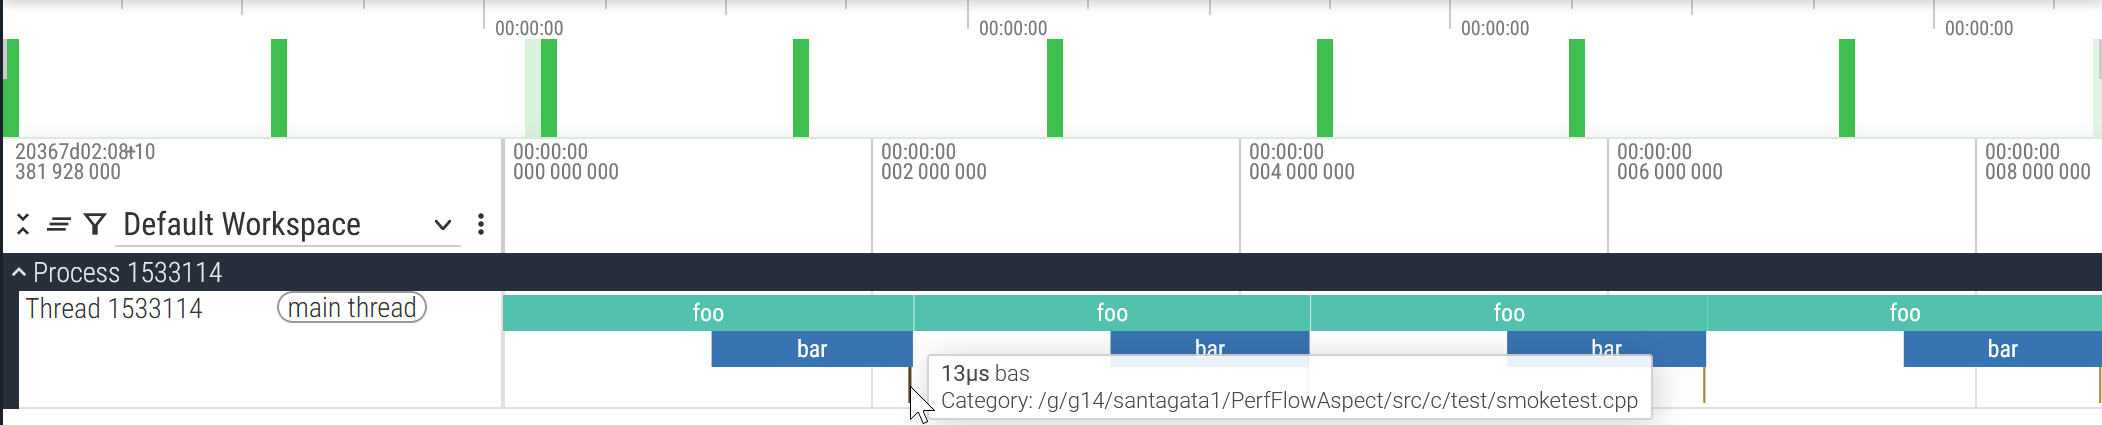 00:00:00 00:00:00 00:00:00 00:00:00
20367d02:08:10 + 00:00:00 00:00:00 00:00:00 00:00:00 00:00:00
381 928 000 000 000 000 002 000 000 004 000 000 006 000 000 008 000 000
Default Workspace
Process 1533114
Thread 1533114 main thread foo foo foo foo
bar bar bar bar
13µs bas
Category: /g/g14/santagata1/PerfFlowAspect/src/c/test/smoketest.cpp